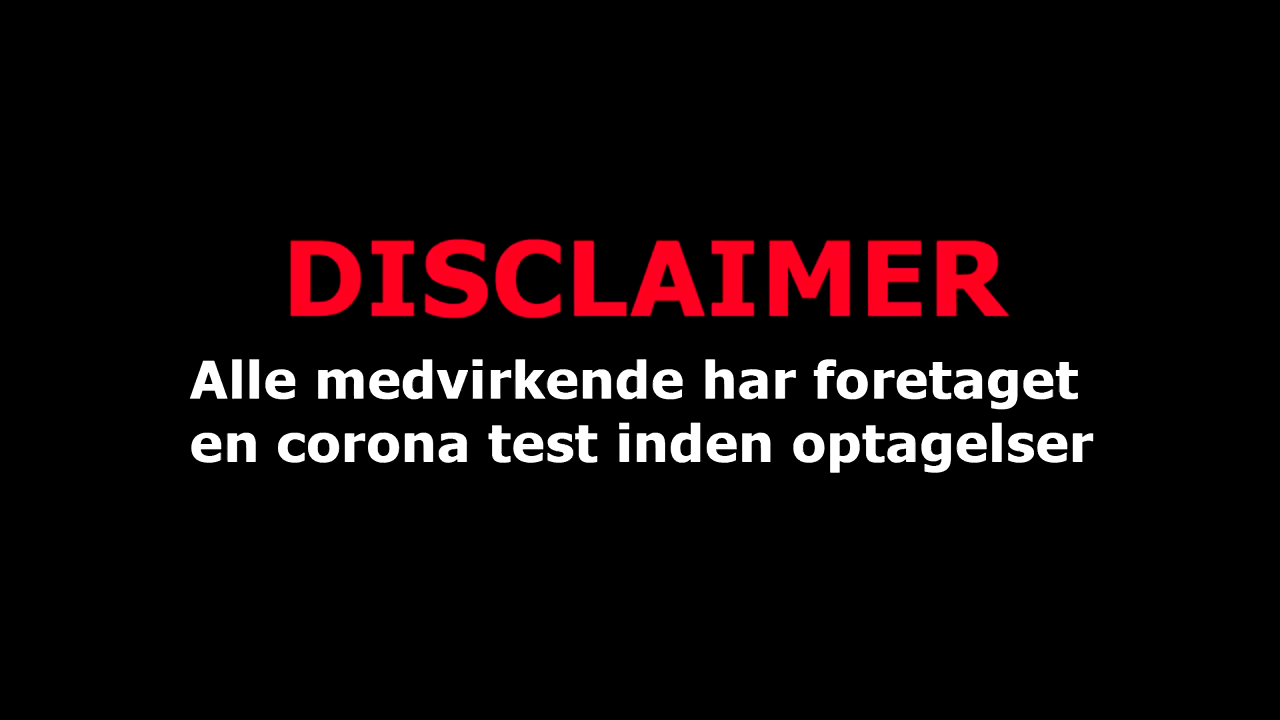 DISCLAIMER
Alle medvirkende har foretaget
en corona test inden optagelser